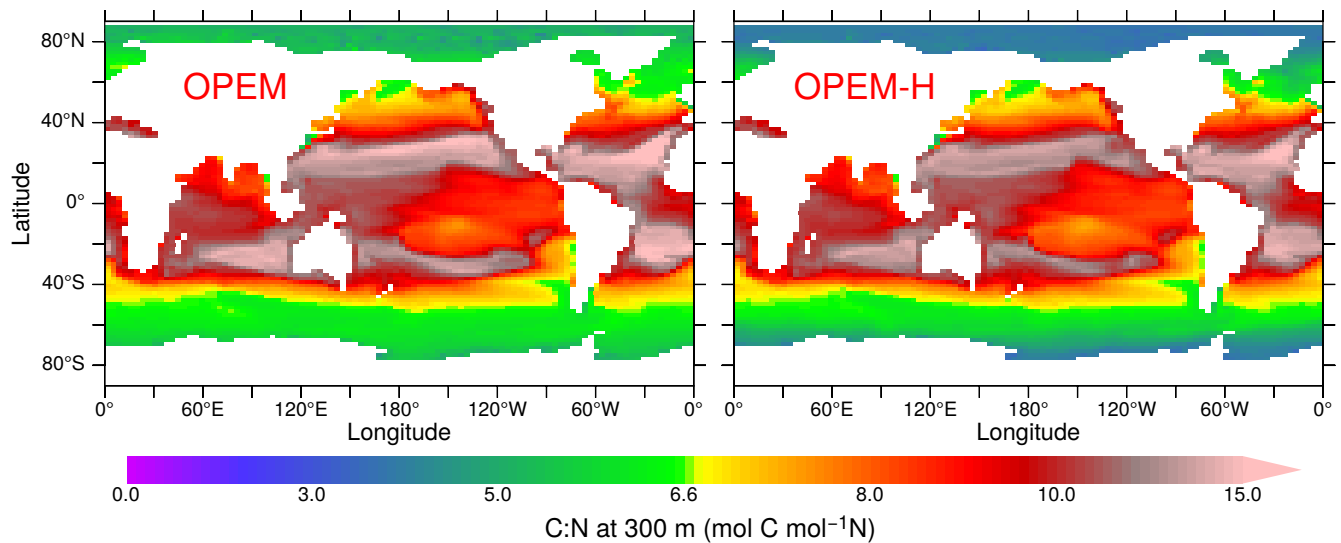 OPEM
OPEM-H
80°N
40°N
0°
40°S
80°S
Latitude
0° 60°E 120°E 180° 120°W 60°W 0°
0° 60°E 120°E 180° 120°W 60°W 0°
Longitude
Longitude
0.0 3.0 5.0 6.6 8.0 10.0 15.0
C:N at 300 m (mol C mol⁻¹N)